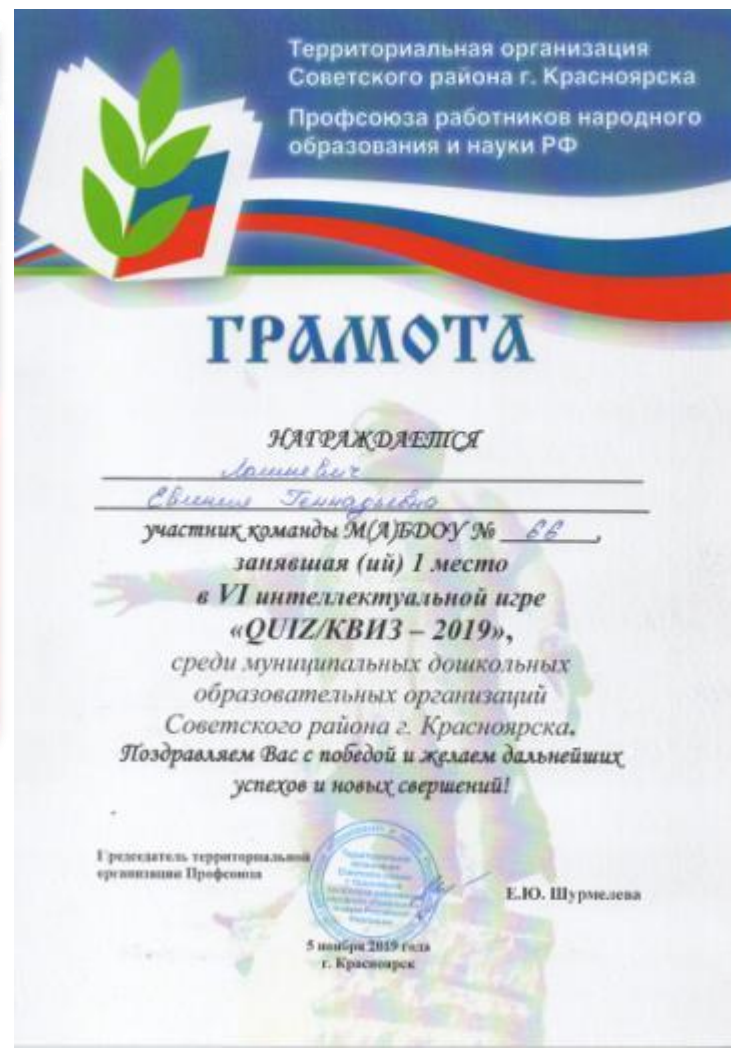 Территориальная организация
Советского района г. Красноярска
Профсоюза работников народного
образования и науки РФ
ГРАМОТА
НАГРАЖДАЕТСЯ
Евгения Геннадьевна
участник команды М(А)БДОУ № 66,
занявшая (ий) 1 место
в VI интеллектуальной игре
«QUIZ/КВИЗ – 2019»,
среди муниципальных дошкольных
образовательных организаций
Советского района г. Красноярска.
Поздравляем Вас с победой и желаем дальнейших
успехов и новых свершений!
Председатель территориальной
организации Профсоюза
Е.Ю. Шурмелева
5 ноября 2019 года
г. Красноярск